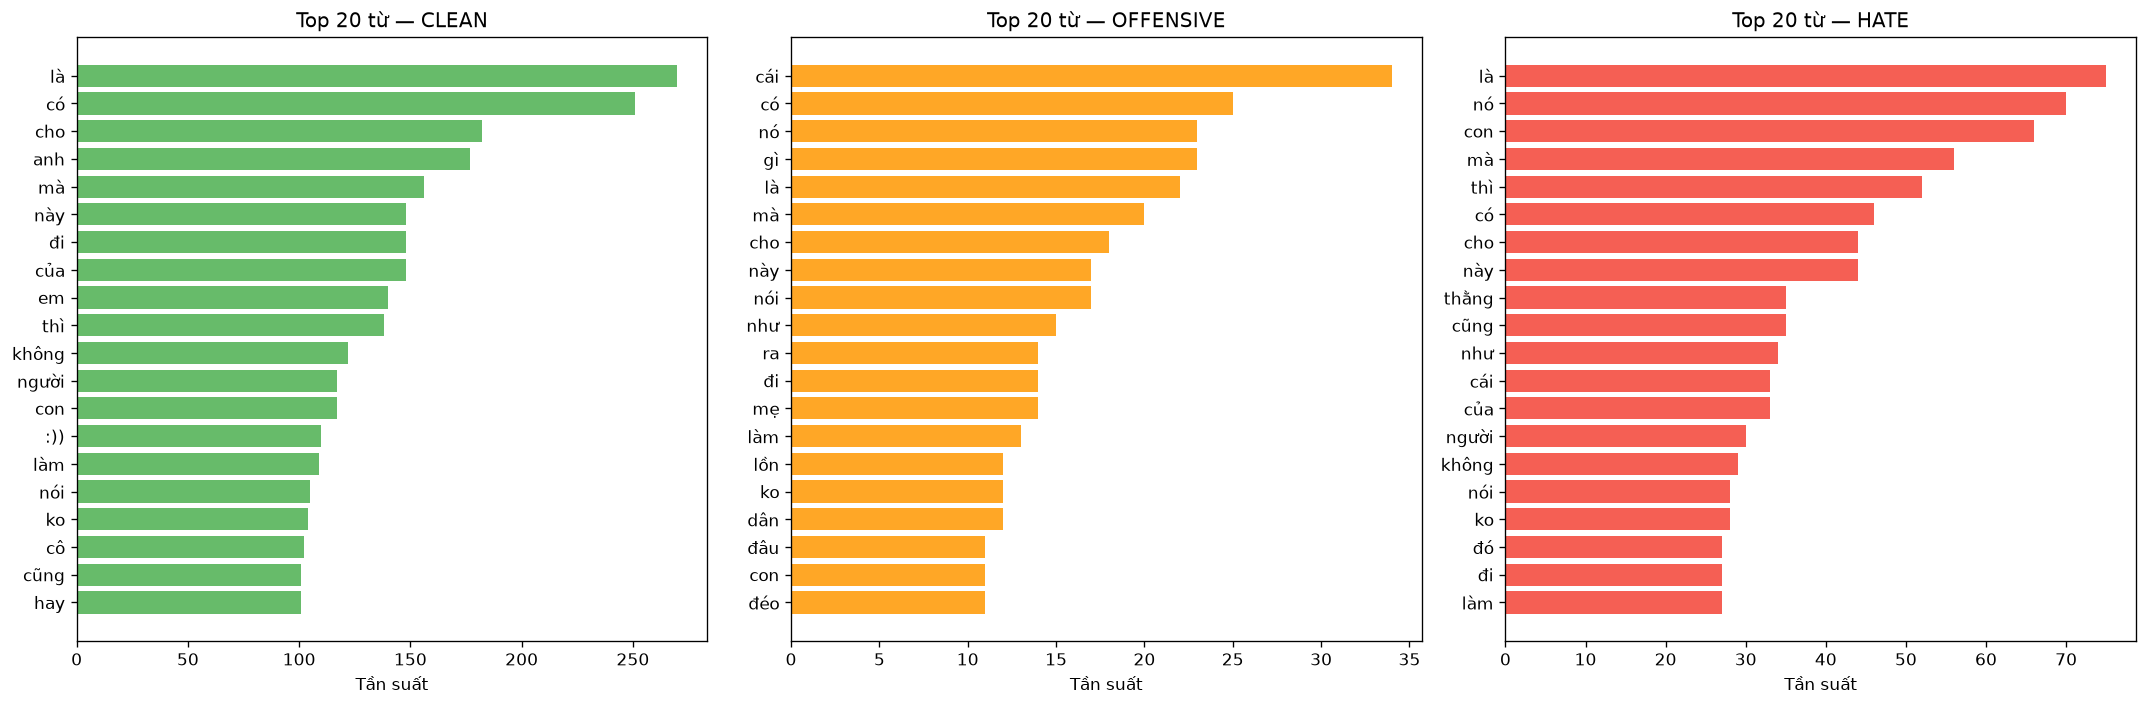 Top 20 từ — CLEAN
là
có
cho
anh
mà
này
đi
của
em
thì
không
người
con
:))
làm
nói
ko
cô
cũng
hay
0 50 100 150 200 250
Tần suất
Top 20 từ — OFFENSIVE
cái
có
nó
gì
là
mà
cho
này
nói
như
ra
đi
mẹ
làm
lồn
ko
dân
đâu
con
đéo
0 5 10 15 20 25 30 35
Tần suất
Top 20 từ — HATE
là
nó
con
mà
thì
có
cho
này
thằng
cũng
như
cái
của
người
không
nói
ko
đó
đi
làm
0 10 20 30 40 50 60 70
Tần suất